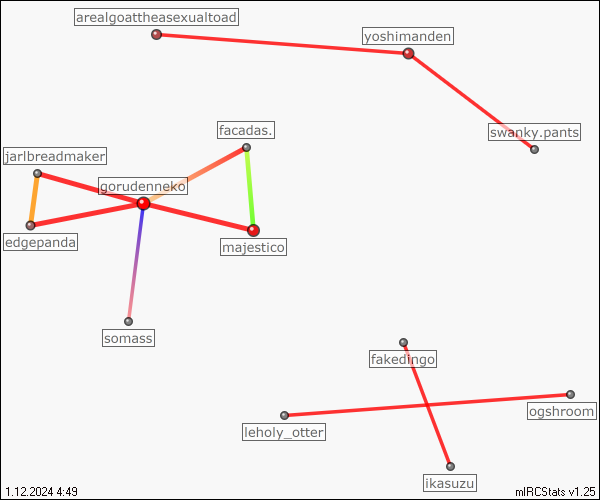 arealgoattheasexualtoad
yoshimanden
swanky.pants
facadas.
jarlbreadmaker
gorudenneko
edgepanda
majestico
somass
fakedingo
ogshroom
leholy_otter
ikasuzu
1.12.2024 4:49
mIRCStats v1.25